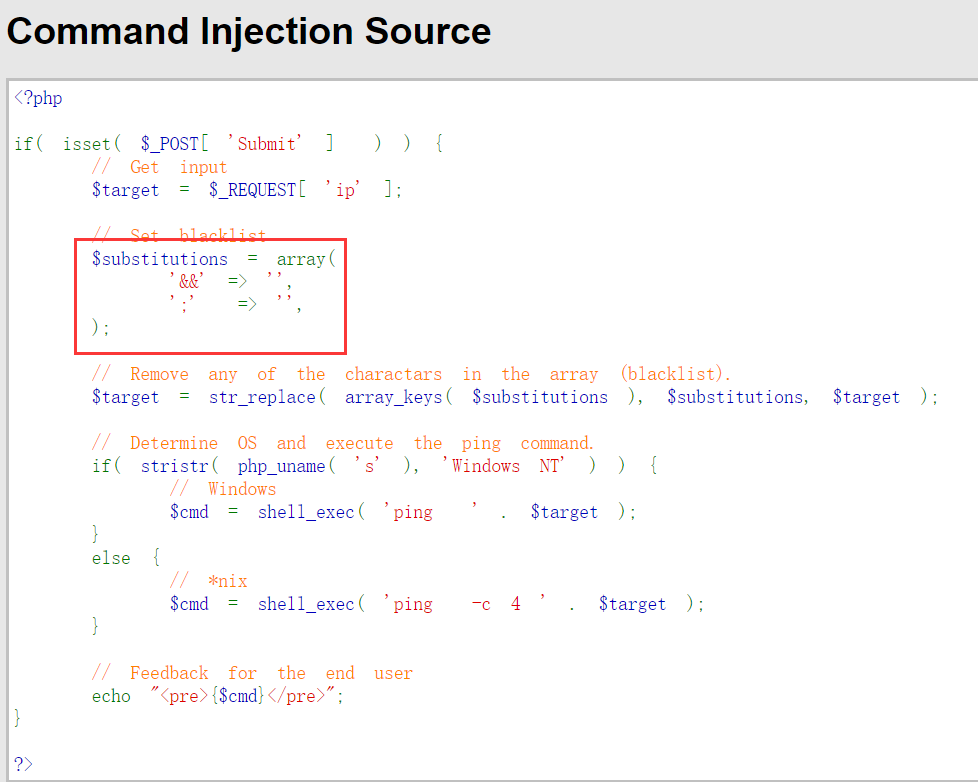 Command Injection Source
<?php
if( isset( $_POST[ 'Submit' ] ) ) {
// Get input
$target = $_REQUEST[ 'ip' ];
// Set blacklist
$substitutions = array(
'&&' => '',
';' => '',
);
// Remove any of the charactars in the array (blacklist).
$target = str_replace( array_keys( $substitutions ), $substitutions, $target );
// Determine OS and execute the ping command.
if( stristr( php_uname( 's' ), 'Windows NT' ) ) {
// Windows
$cmd = shell_exec( 'ping ' . $target );
}
else {
// *nix
$cmd = shell_exec( 'ping -c 4 ' . $target );
}
// Feedback for the end user
echo "<pre>{$cmd}</pre>";
}
?>